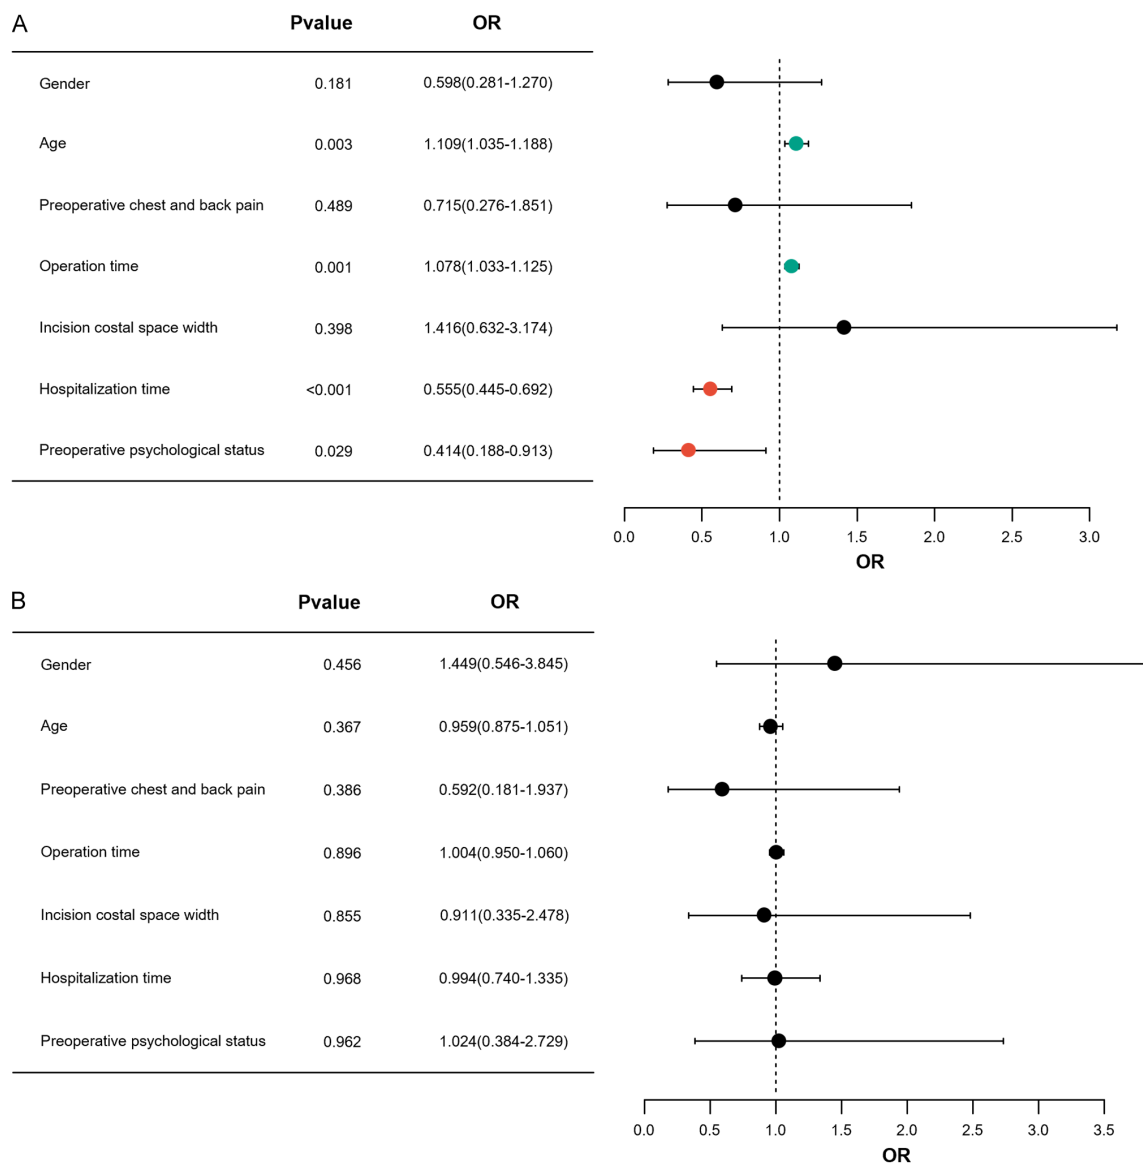 A Pvalue OR
Gender 0.181 0.598(0.281-1.270)
Age 0.003 1.109(1.035-1.188)
Preoperative chest and back pain 0.489 0.715(0.276-1.851)
Operation time 0.001 1.078(1.033-1.125)
Incision costal space width 0.398 1.416(0.632-3.174)
Hospitalization time <0.001 0.555(0.445-0.692)
Preoperative psychological status 0.029 0.414(0.188-0.913)
0.0 0.5 1.0 1.5 2.0 2.5 3.0
OR
B Pvalue OR
Gender 0.456 1.449(0.546-3.845)
Age 0.367 0.959(0.875-1.051)
Preoperative chest and back pain 0.386 0.592(0.181-1.937)
Operation time 0.896 1.004(0.950-1.060)
Incision costal space width 0.855 0.911(0.335-2.478)
Hospitalization time 0.968 0.994(0.740-1.335)
Preoperative psychological status 0.962 1.024(0.384-2.729)
0.0 0.5 1.0 1.5 2.0 2.5 3.0 3.5
OR